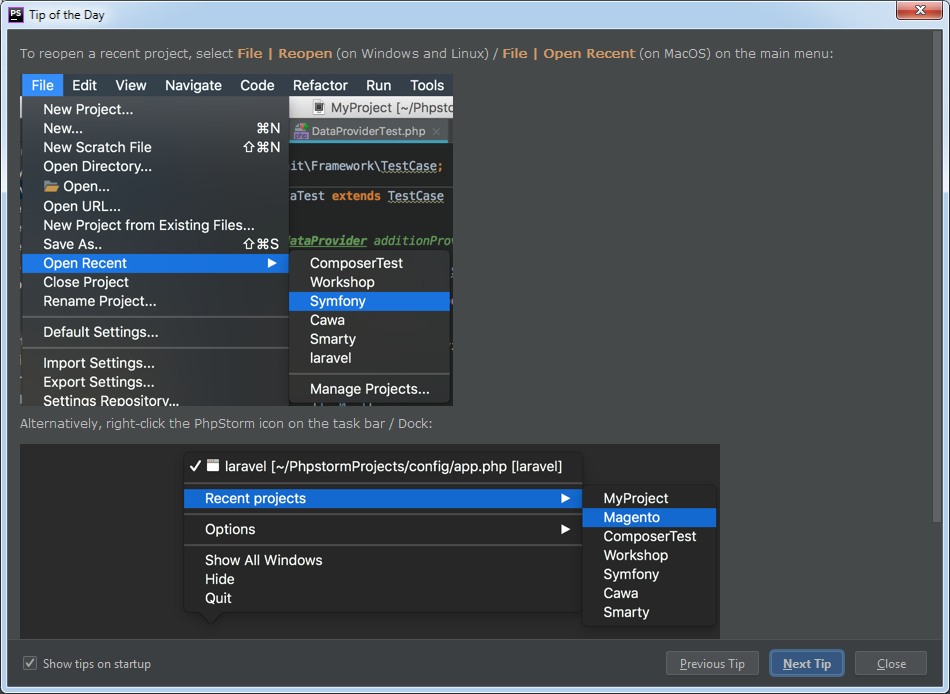 PS Tip of the Day
To reopen a recent project, select File | Reopen (on Windows and Linux) / File | Open Recent (on MacOS) on the main menu:
File Edit View Navigate Code Refactor Run Tools
New Project...
MyProject [~/Phpsto
New... ⌘N
DataProviderTest.php
New Scratch File ⇧⌘N
Open Directory...
it\Framework\TestCase;
Open...
aTest extends TestCase
Open URL...
New Project from Existing Files...
Save As.. ⇧⌘S
dataProvider additionPro
Open Recent
ComposerTest
Close Project
Workshop
Rename Project...
Symfony
Cawa
Default Settings...
Smarty
Import Settings...
laravel
Export Settings...
Manage Projects...
Settings Repository...
Alternatively, right-click the PhpStorm icon on the task bar / Dock:
✓ laravel [~/PhpstormProjects/config/app.php [laravel]
Recent projects
MyProject
Magento
Options
ComposerTest
Workshop
Show All Windows
Symfony
Hide
Cawa
Quit
Smarty
Show tips on startup
Previous Tip Next Tip Close